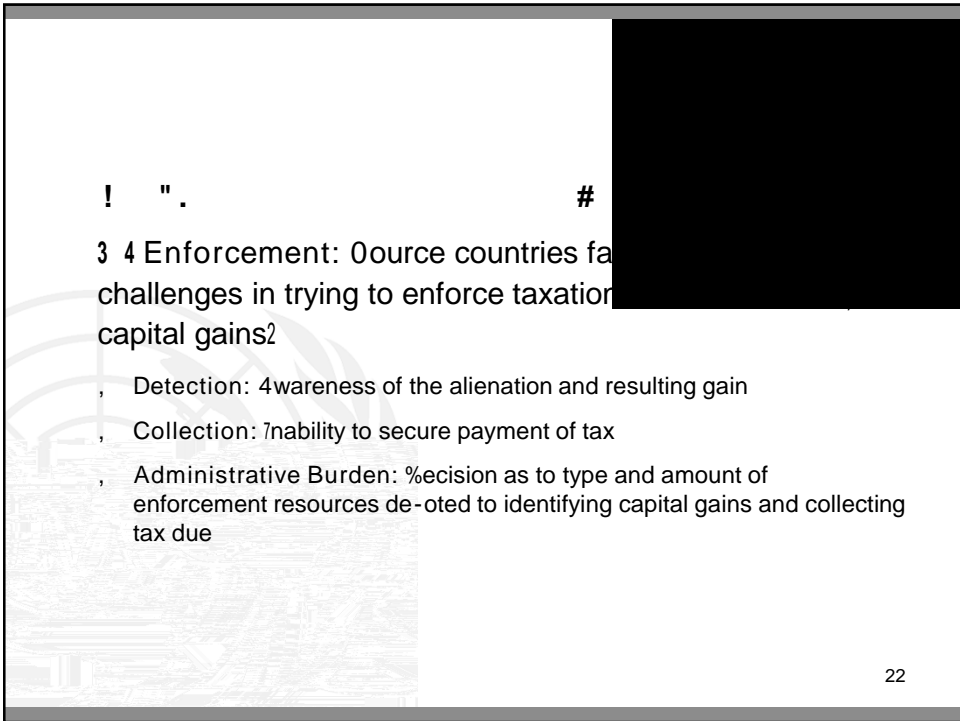 ! ". #
3 4 Enforcement: 0ource countries fa
challenges in trying to enforce taxation
capital gains2
, Detection: 4wareness of the alienation and resulting gain
, Collection: 7nability to secure payment of tax
, Administrative Burden: %ecision as to type and amount of
enforcement resources de-oted to identifying capital gains and collecting
tax due
22